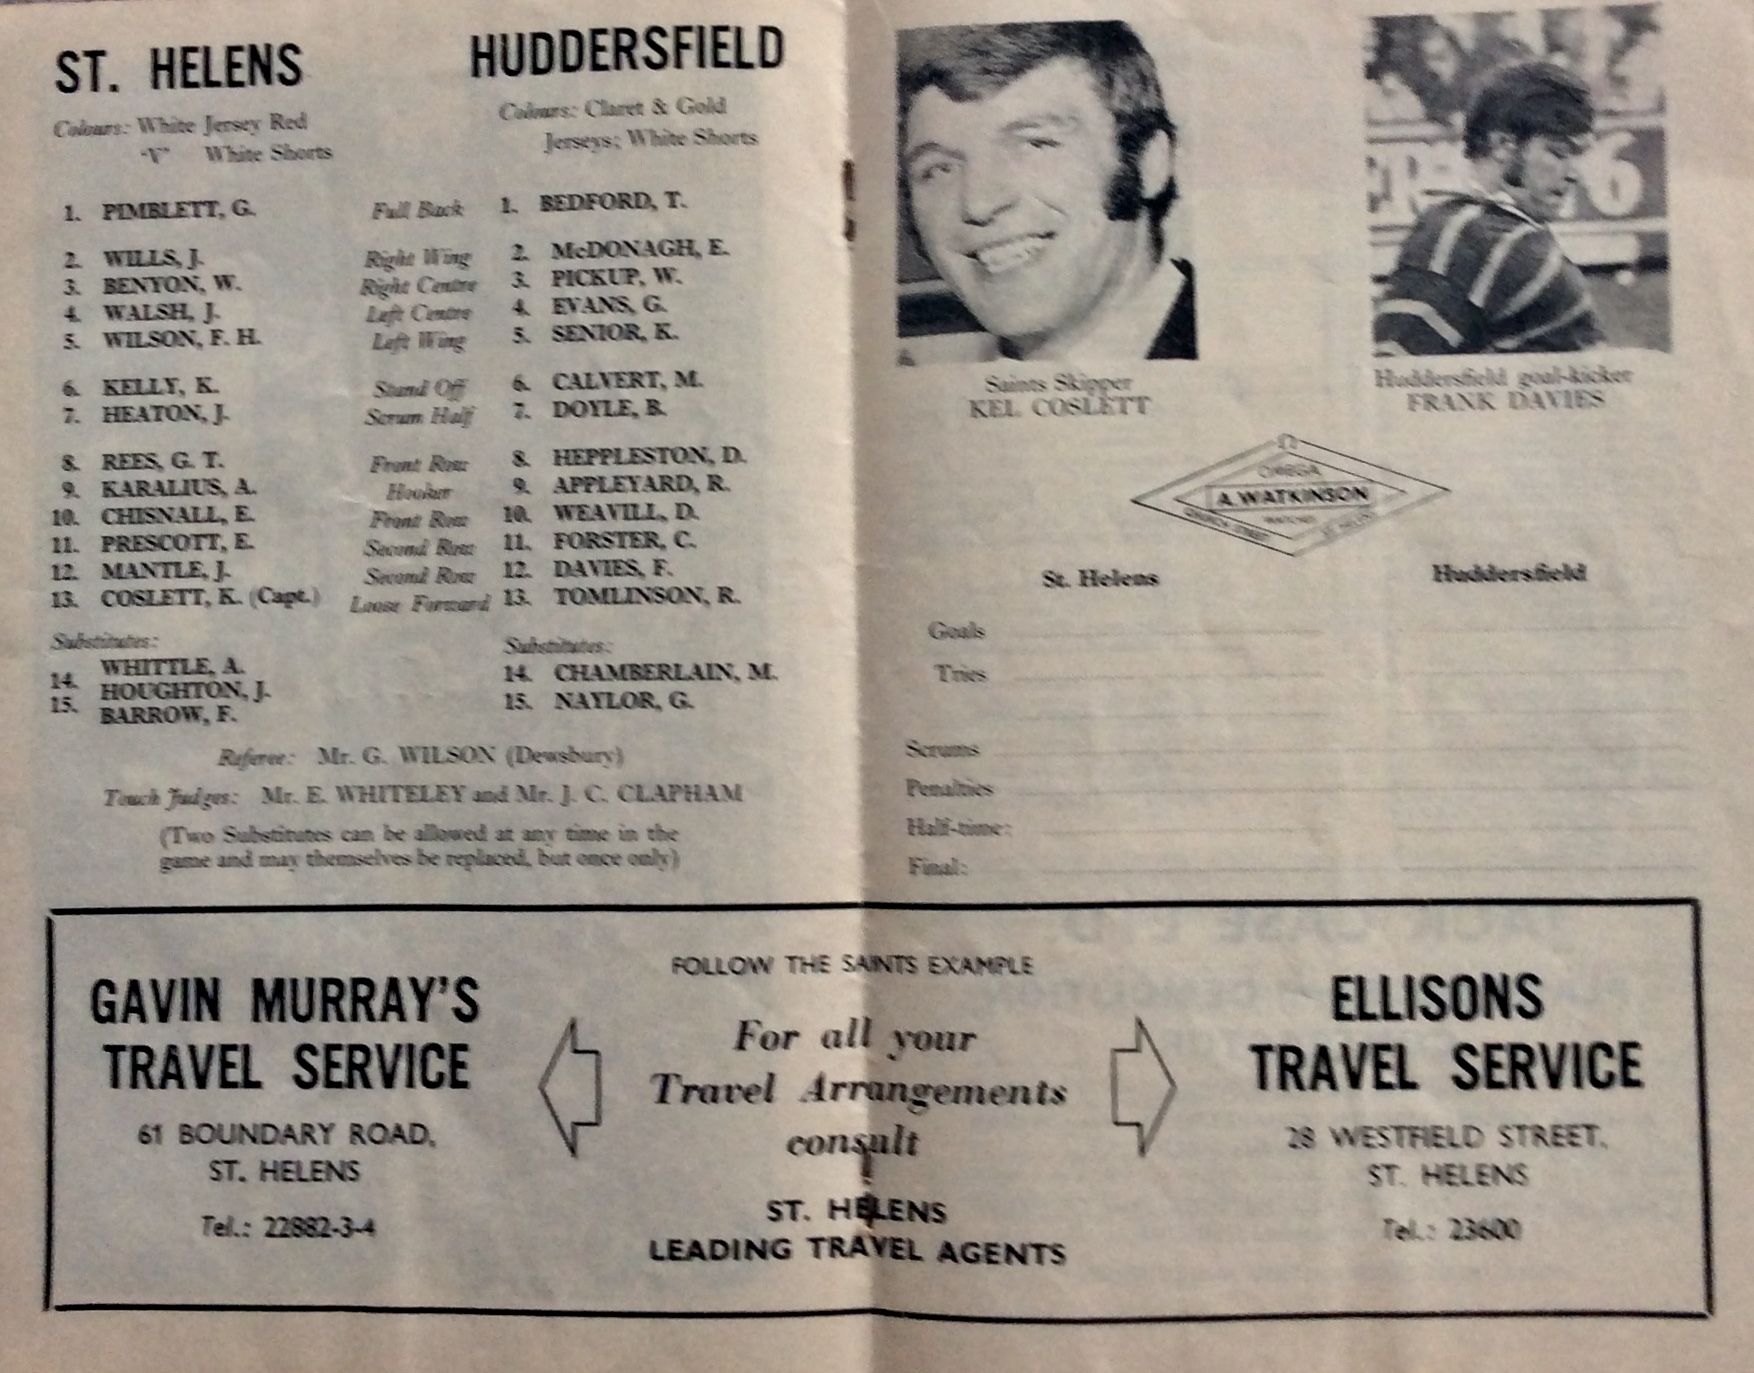 ST. HELENS
Colours: White Jersey Red
"V" White Shorts
HUDDERSFIELD
Colours: Claret & Gold
Jerseys; White Shorts
1. PIMBLETT, G. Full Back 1. BEDFORD, T.
2. WILLS, J. Right Wing 2. McDONAGH, E.
3. BENYON, W. Right Centre 3. PICKUP, W.
4. WALSH, J. Left Centre 4. EVANS, G.
5. WILSON, F. H. Left Wing 5. SENIOR, K.
6. KELLY, K. Stand Off 6. CALVERT, M.
7. HEATON, J. Scrum Half 7. DOYLE, B.
8. REES, G. T. Front Row 8. HEPPLESTON, D.
9. KARALIUS, A. Hooker 9. APPLEYARD, R.
10. CHISNALL, E. Front Row 10. WEAVILL, D.
11. PRESCOTT, E. Second Row 11. FORSTER, C.
12. MANTLE, J. Second Row 12. DAVIES, F.
13. COSLETT, K. (Capt.) Loose Forward 13. TOMLINSON, R.
Substitutes:
WHITTLE, A.
14. HOUGHTON, J.
15. BARROW, F.
Substitutes:
14. CHAMBERLAIN, M.
15. NAYLOR, G.
Referee: Mr. G. WILSON (Dewsbury)
Touch Judges: Mr. E. WHITELEY and Mr. J. C. CLAPHAM
(Two Substitutes can be allowed at any time in the
game and may themselves be replaced, but once only)
6
Saints Skipper
KEL COSLETT
Huddersfield goal-kicker
FRANK DAVIES
Ω
OMEGA
A. WATKINSON
WATCHES
CHURCH STREET ST. HELENS
St. Helens Huddersfield
Goals
Tries
Scrums
Penalties
Half-time:
Final:
GAVIN MURRAY'S
TRAVEL SERVICE
61 BOUNDARY ROAD,
ST. HELENS
Tel.: 22882-3-4
FOLLOW THE SAINTS EXAMPLE
For all your
Travel Arrangements
consult
ST. HELENS
LEADING TRAVEL AGENTS
ELLISONS
TRAVEL SERVICE
28 WESTFIELD STREET,
ST. HELENS
Tel.: 23600